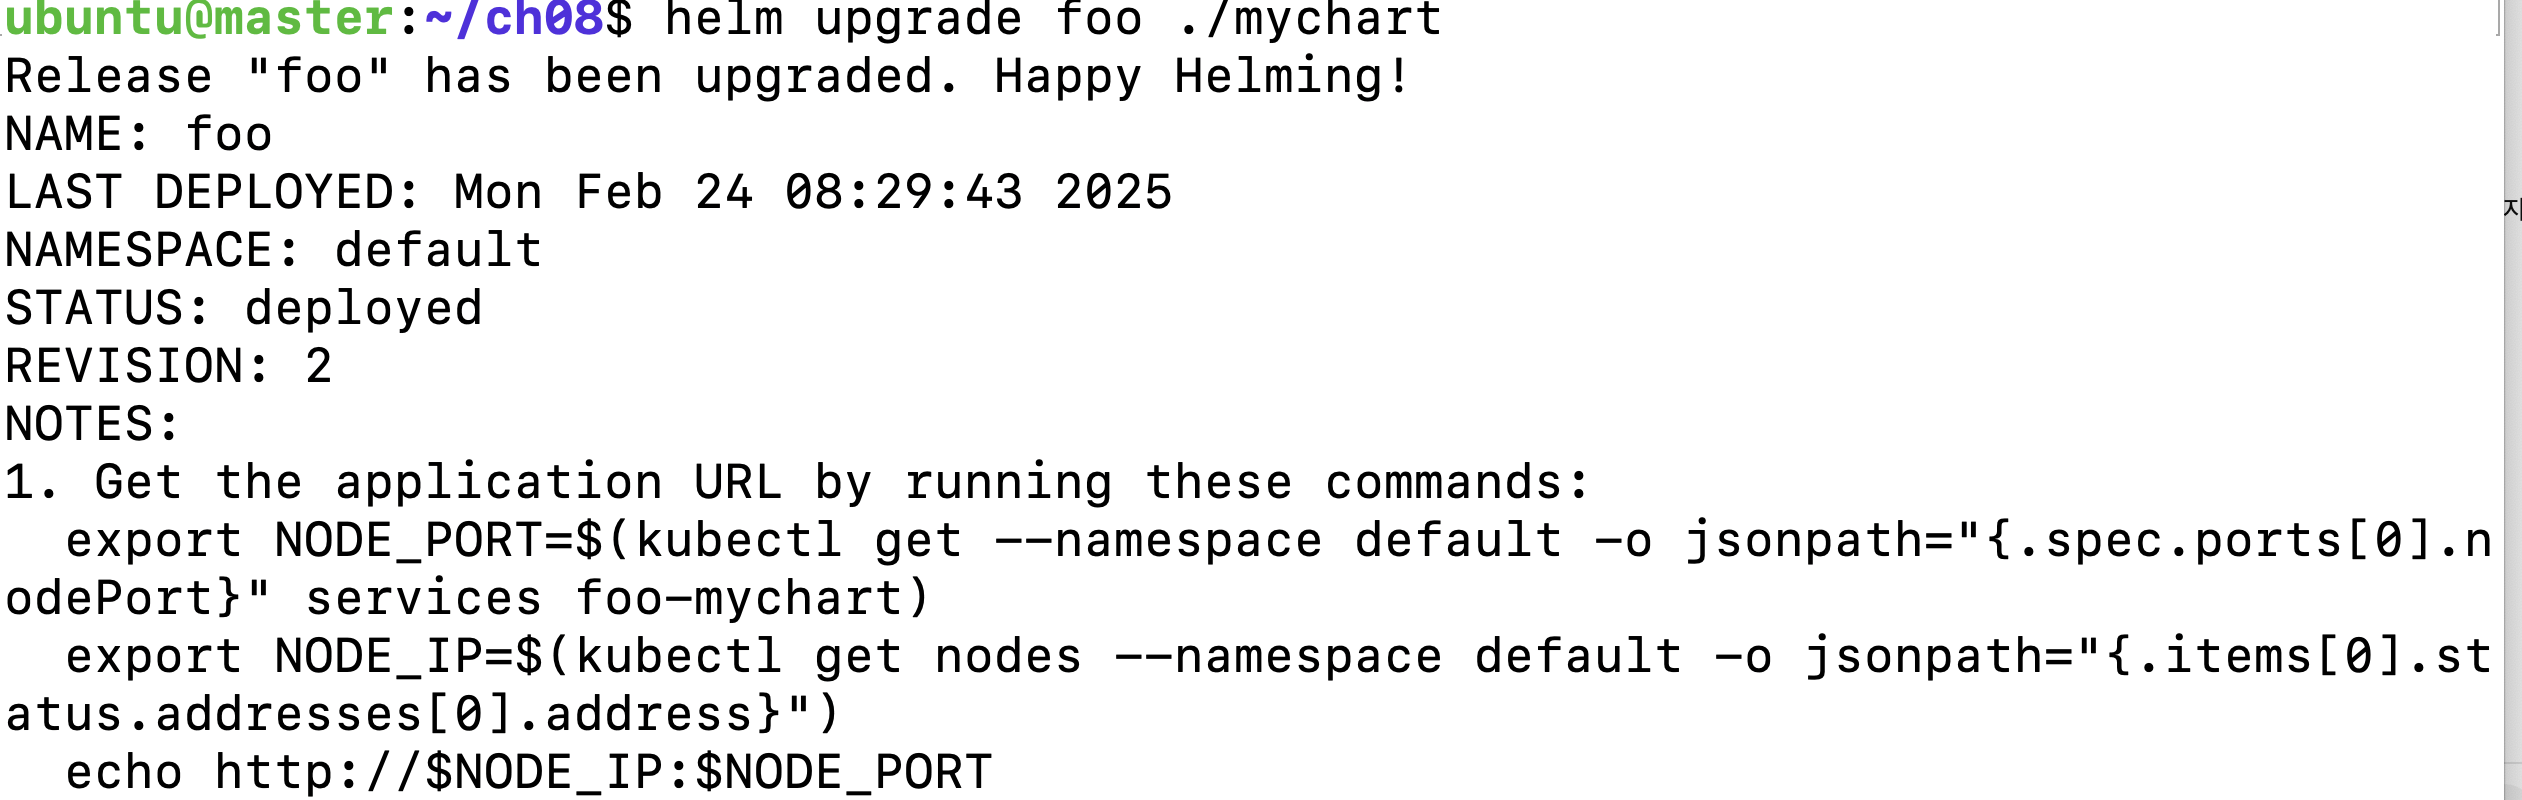 ubuntu@master:~/ch08$ helm upgrade foo ./mychart
Release "foo" has been upgraded. Happy Helming!
NAME: foo
LAST DEPLOYED: Mon Feb 24 08:29:43 2025
NAMESPACE: default
STATUS: deployed
REVISION: 2
NOTES:
1. Get the application URL by running these commands:
  export NODE_PORT=$(kubectl get --namespace default -o jsonpath="{.spec.ports[0].n
odePort}" services foo-mychart)
  export NODE_IP=$(kubectl get nodes --namespace default -o jsonpath="{.items[0].st
atus.addresses[0].address}")
  echo http://$NODE_IP:$NODE_PORT